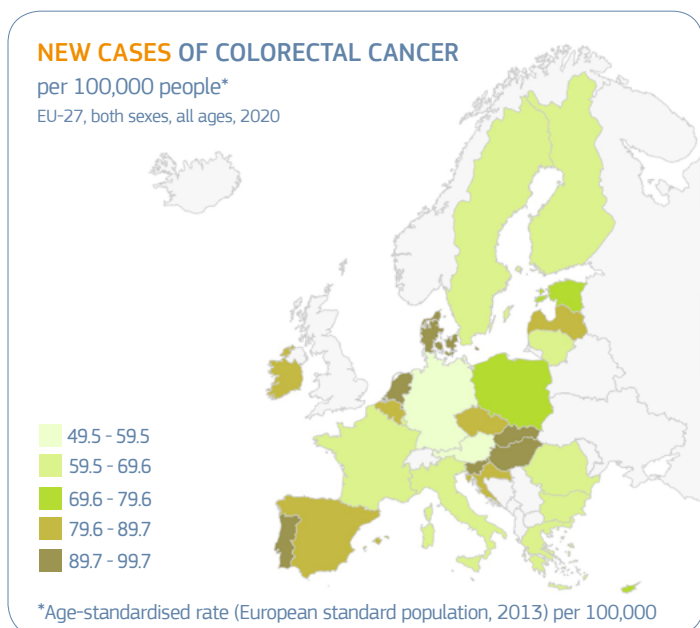 NEW CASES OF COLORECTAL CANCER
per 100,000 people*
EU-27, both sexes, all ages, 2020
49.5 - 59.5
59.5 - 69.6
69.6 - 79.6
79.6 - 89.7
89.7 - 99.7
*Age-standardised rate (European standard population, 2013) per 100,000